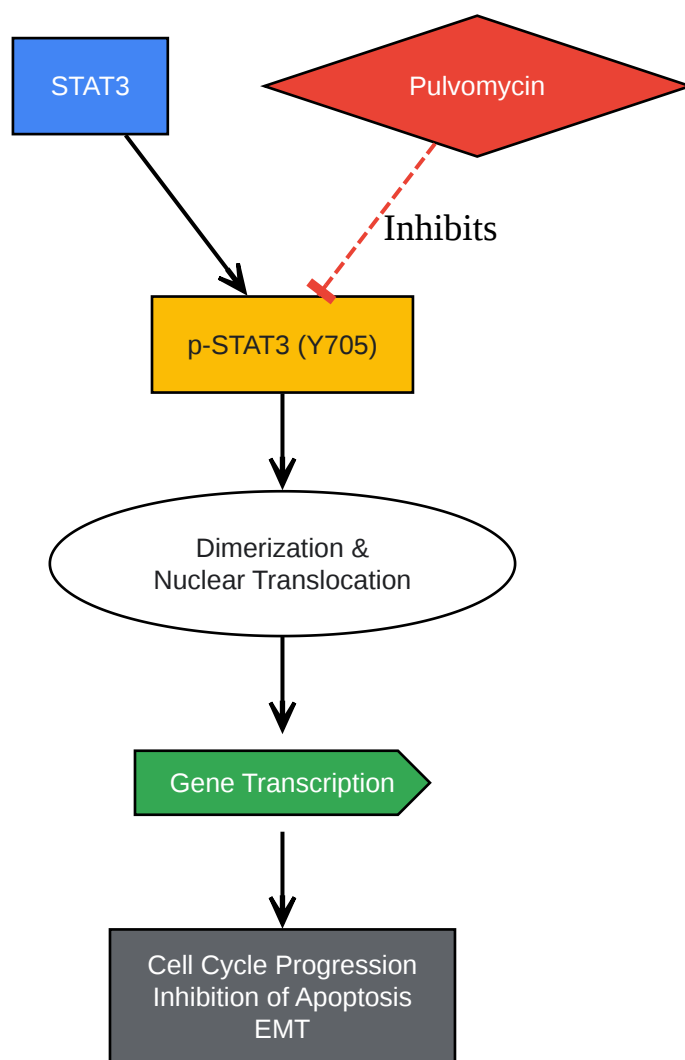 STAT3
Pulvomycin
Inhibits
p-STAT3 (Y705)
Dimerization &
Nuclear Translocation
Gene Transcription
Cell Cycle Progression
Inhibition of Apoptosis
EMT